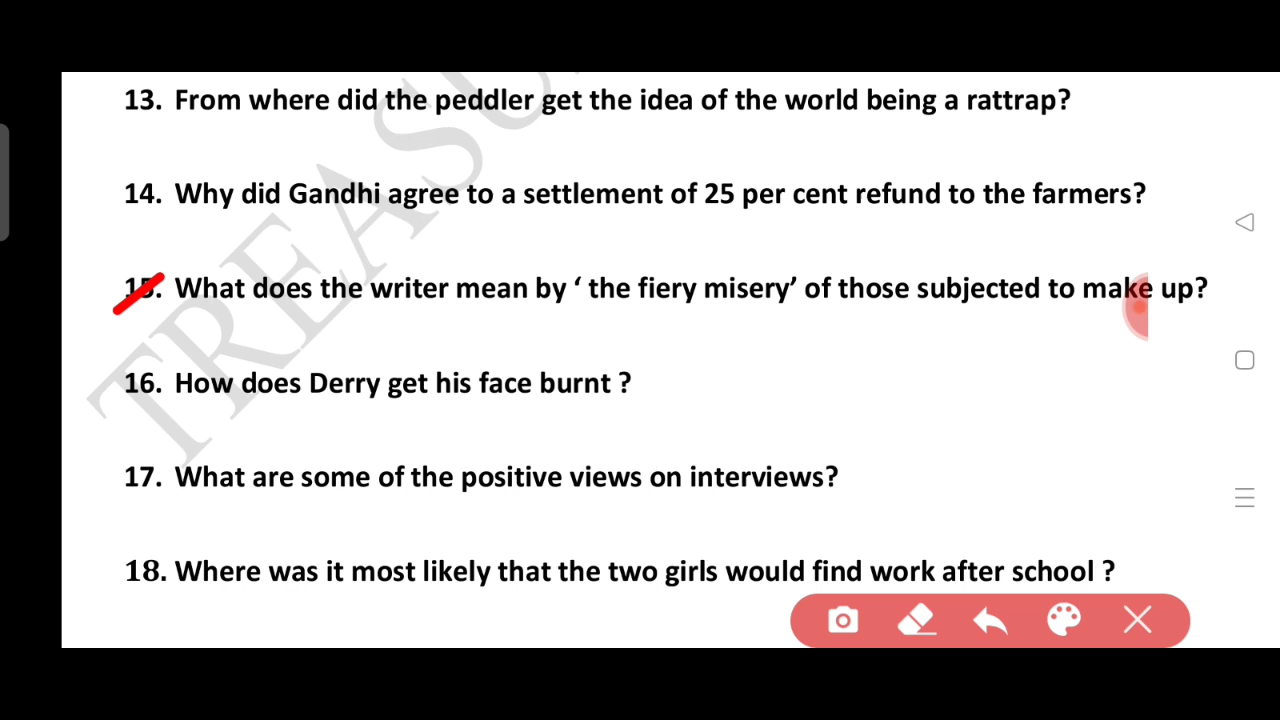 13. From where did the peddler get the idea of the world being a rattrap?
14. Why did Gandhi agree to a settlement of 25 per cent refund to the farmers?
15. What does the writer mean by ‘ the fiery misery’ of those subjected to make up?
16. How does Derry get his face burnt ?
17. What are some of the positive views on interviews?
18. Where was it most likely that the two girls would find work after school ?